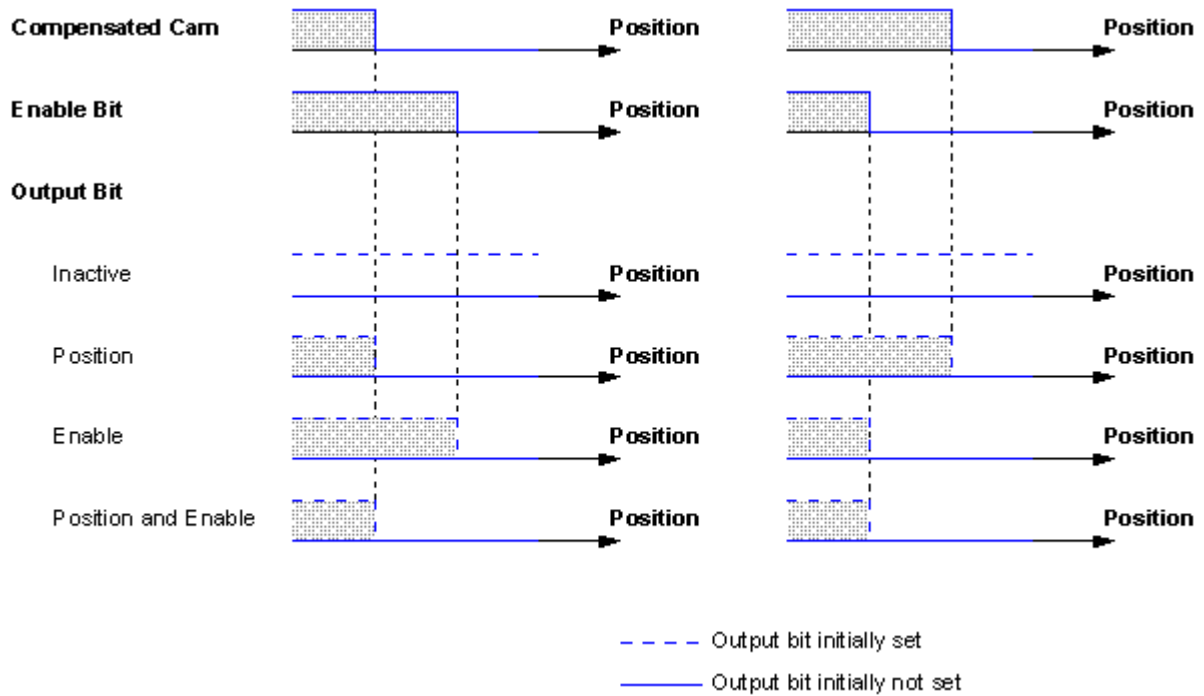 Compensated Cam Position Position
Enable Bit Position Position
Output Bit
Inactive Position Position
Position Position Position
Enable Position Position
Position and Enable Position Position
Output bit initially set
Output bit initially not set